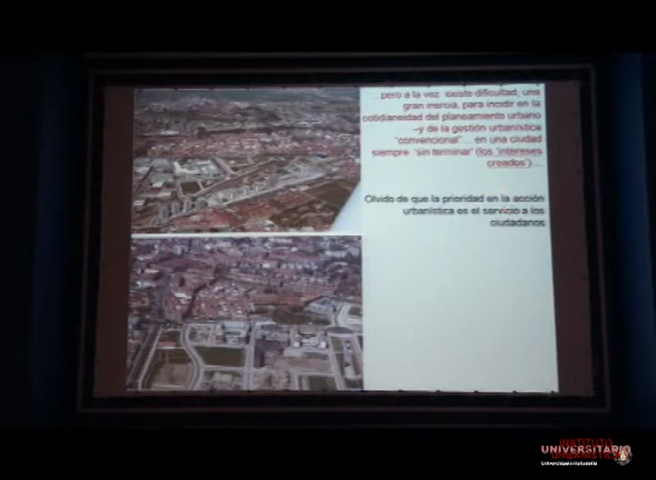 ...pero a la vez existe dificultad, una
gran inercia, para incidir en la
cotidianeidad del planeamiento urbano
–y de la gestión urbanística
"convencional"... en una ciudad
siempre "sin terminar" (los "intereses
creados")...
Olvido de que la prioridad en la acción
urbanística es el servicio a los
ciudadanos
INSTITUTO
UNIVERSITARIO
URBANÍSTICA